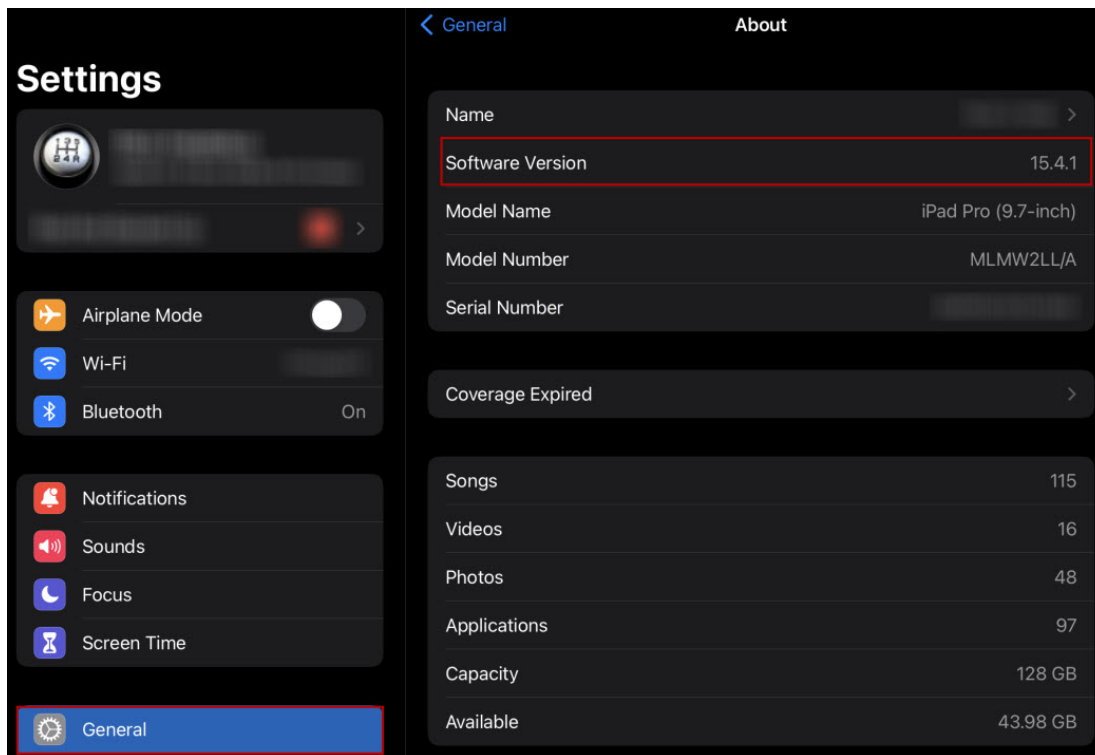 Settings
Airplane Mode
Wi-Fi
Bluetooth On
Notifications
Sounds
Focus
Screen Time
General
General About
Name
Software Version 15.4.1
Model Name iPad Pro (9.7-inch)
Model Number MLMW2LL/A
Serial Number
Coverage Expired
Songs 115
Videos 16
Photos 48
Applications 97
Capacity 128 GB
Available 43.98 GB